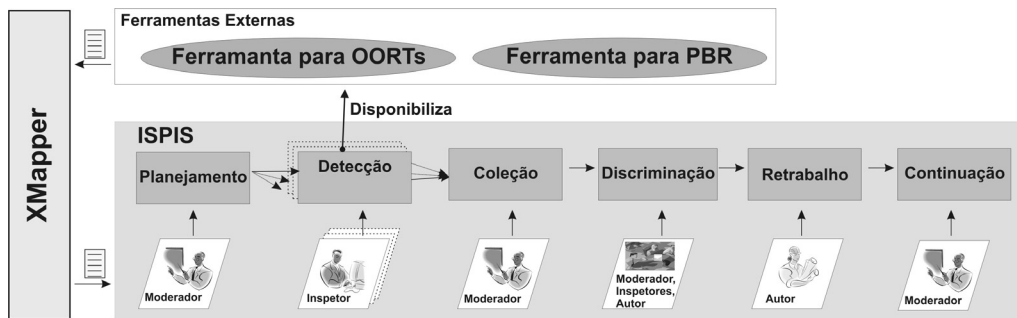 XMapper
Ferramentas Externas
Ferramanta para OORTs
Ferramenta para PBR
Disponibiliza
ISPIS
Planejamento
Detecção
Coleção
Discriminação
Retrabalho
Continuação
Moderador
Inspetor
Moderador
Moderador,
Inspetores,
Autor
Autor
Moderador